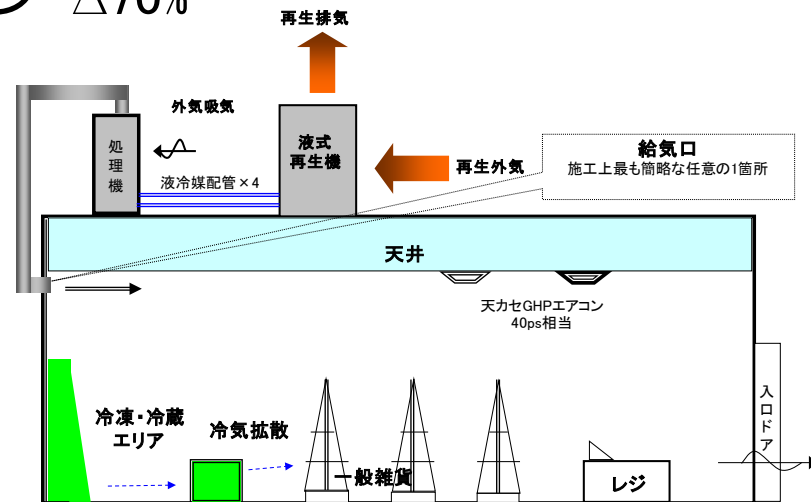 △70%
再生排気
外気吸気
処理機
液式
再生機
再生外気
液冷媒配管×4
給気口
施工上最も簡略な任意の1箇所
天井
天カセGHPエアコン
40ps相当
冷凍・冷蔵
エリア
冷気拡散
一般雑貨
レジ
入口ドア